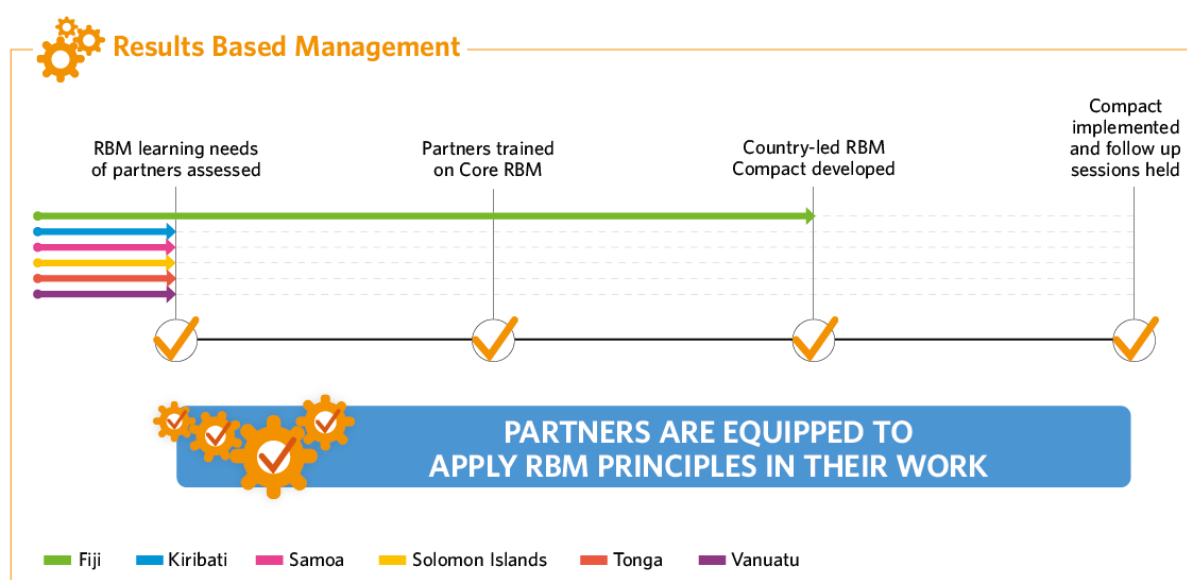 Results Based Management
RBM learning needs
of partners assessed
Partners trained
on Core RBM
Country-led RBM
Compact developed
Compact
implemented
and follow up
sessions held
PARTNERS ARE EQUIPPED TO
APPLY RBM PRINCIPLES IN THEIR WORK
Fiji Kiribati Samoa Solomon Islands Tonga Vanuatu